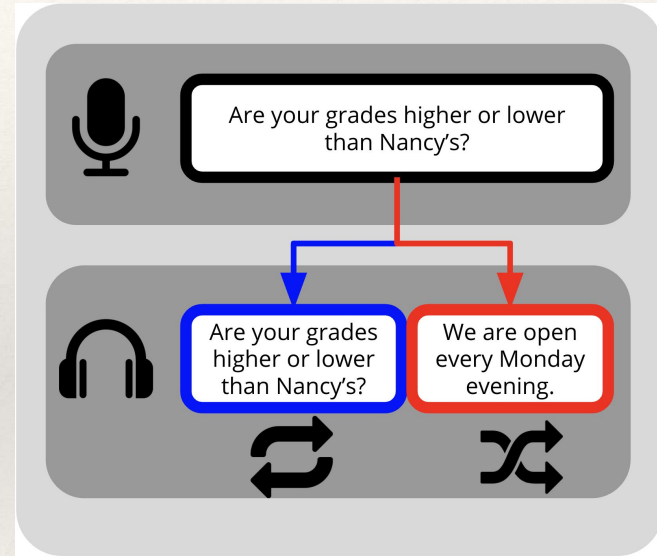 Are your grades higher or lower
than Nancy's?
Are your grades
higher or lower
than Nancy's?
We are open
every Monday
evening.